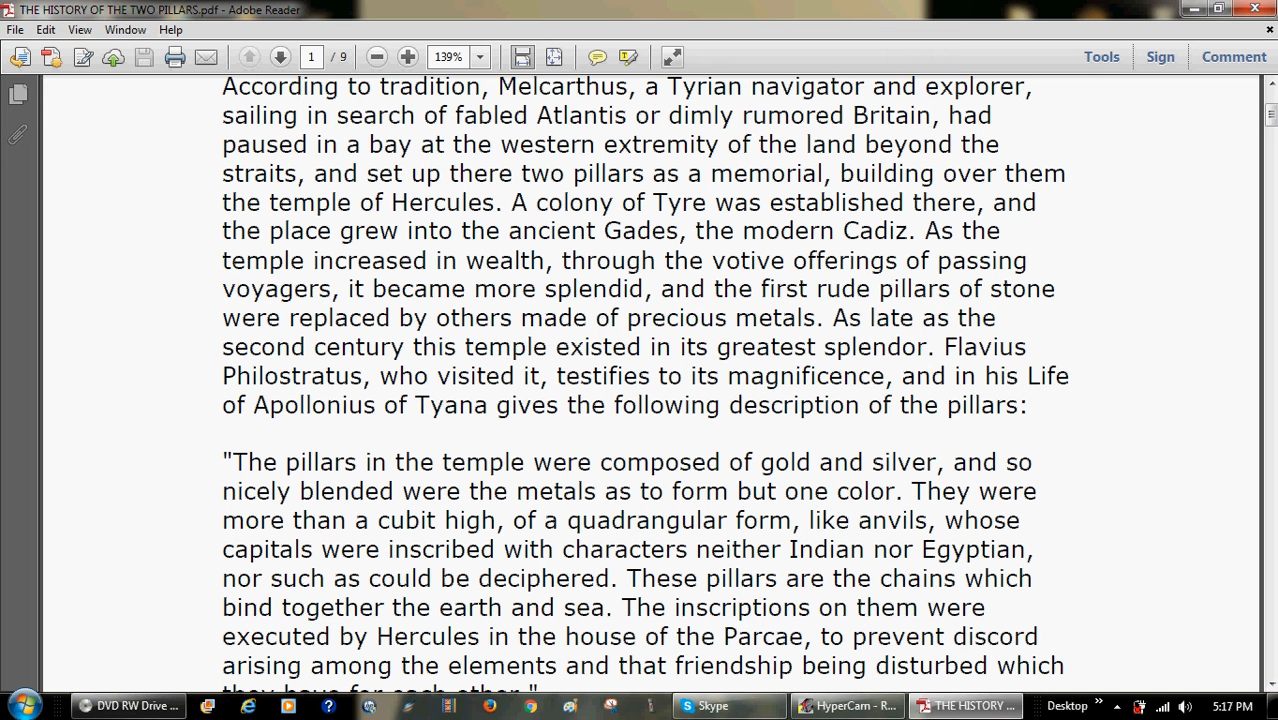 THE HISTORY OF THE TWO PILLARS.pdf - Adobe Reader
File Edit View Window Help
1 / 9 139% Tools Sign Comment
According to tradition, Melcarthus, a Tyrian navigator and explorer,
sailing in search of fabled Atlantis or dimly rumored Britain, had
paused in a bay at the western extremity of the land beyond the
straits, and set up there two pillars as a memorial, building over them
the temple of Hercules. A colony of Tyre was established there, and
the place grew into the ancient Gades, the modern Cadiz. As the
temple increased in wealth, through the votive offerings of passing
voyagers, it became more splendid, and the first rude pillars of stone
were replaced by others made of precious metals. As late as the
second century this temple existed in its greatest splendor. Flavius
Philostratus, who visited it, testifies to its magnificence, and in his Life
of Apollonius of Tyana gives the following description of the pillars:
"The pillars in the temple were composed of gold and silver, and so
nicely blended were the metals as to form but one color. They were
more than a cubit high, of a quadrangular form, like anvils, whose
capitals were inscribed with characters neither Indian nor Egyptian,
nor such as could be deciphered. These pillars are the chains which
bind together the earth and sea. The inscriptions on them were
executed by Hercules in the house of the Parcae, to prevent discord
arising among the elements and that friendship being disturbed which
they have for each other."
DVD RW Drive ... Skype HyperCam - R... THE HISTORY ... Desktop 5:17 PM